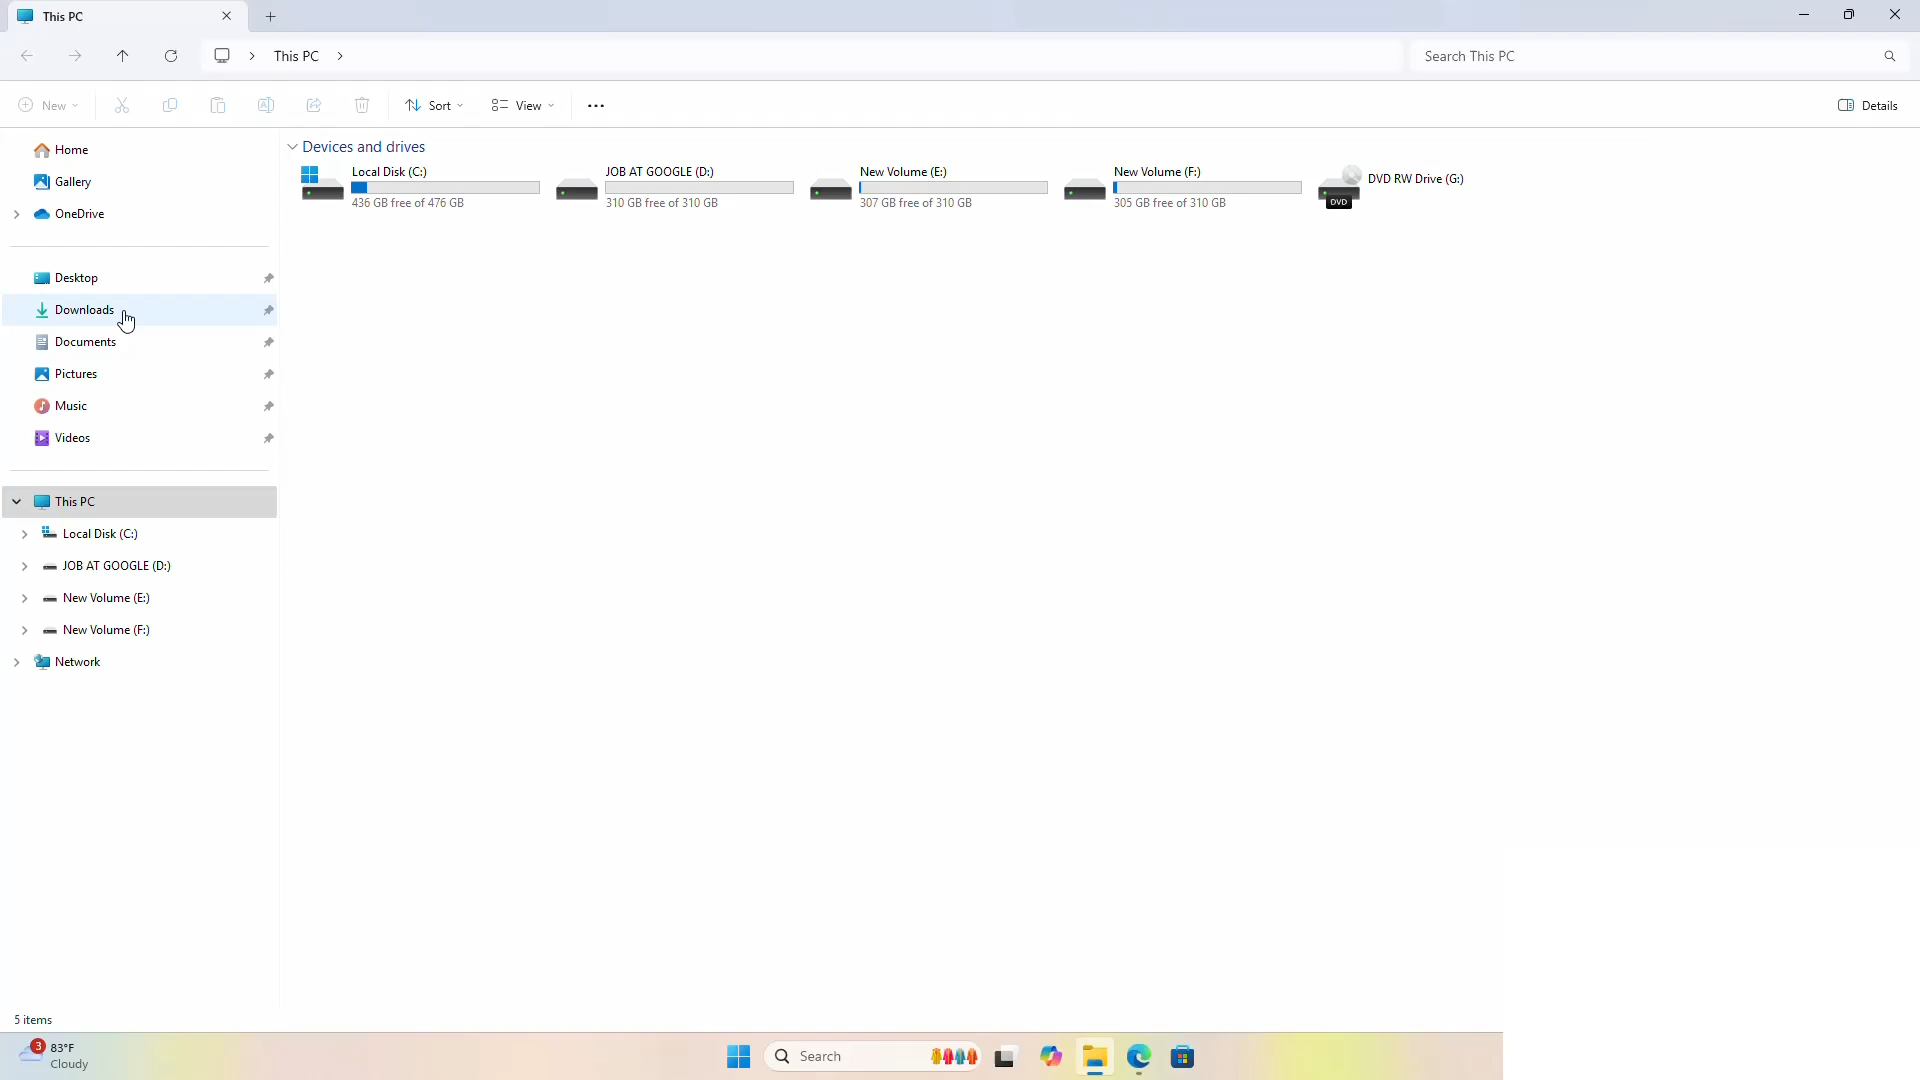 This PC
This PC
Search This PC
New
Sort
View
Details
Home
Gallery
OneDrive
Desktop
Downloads
Documents
Pictures
Music
Videos
This PC
Local Disk (C:)
JOB AT GOOGLE (D:)
New Volume (E:)
New Volume (F:)
Network
Devices and drives
Local Disk (C:)
436 GB free of 476 GB
JOB AT GOOGLE (D:)
310 GB free of 310 GB
New Volume (E:)
307 GB free of 310 GB
New Volume (F:)
305 GB free of 310 GB
DVD RW Drive (G:)
DVD
5 items
3
83°F
Cloudy
Search